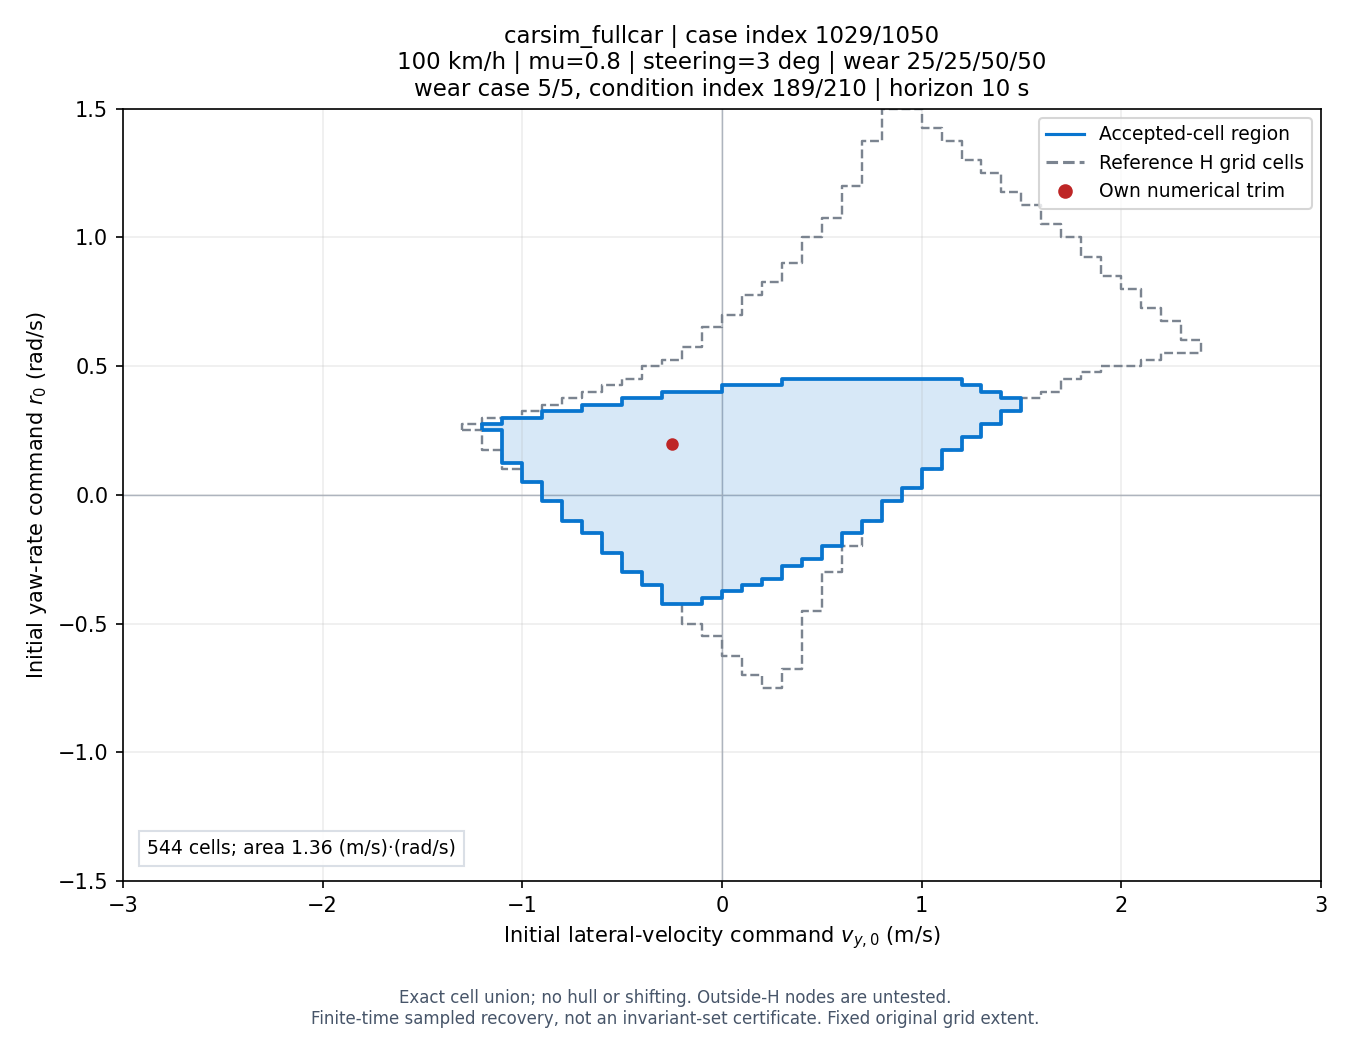 carsim_fullcar | case index 1029/1050
100 km/h | mu=0.8 | steering=3 deg | wear 25/25/50/50
wear case 5/5, condition index 189/210 | horizon 10 s
Accepted-cell region
Reference H grid cells
Own numerical trim
1.5
1.0
0.5
0.0
−0.5
−1.0
−1.5
Initial yaw-rate command r0 (rad/s)
544 cells; area 1.36 (m/s)·(rad/s)
−3
−2
−1
0
1
2
3
Initial lateral-velocity command vy,0 (m/s)
Exact cell union; no hull or shifting. Outside-H nodes are untested.
Finite-time sampled recovery, not an invariant-set certificate. Fixed original grid extent.